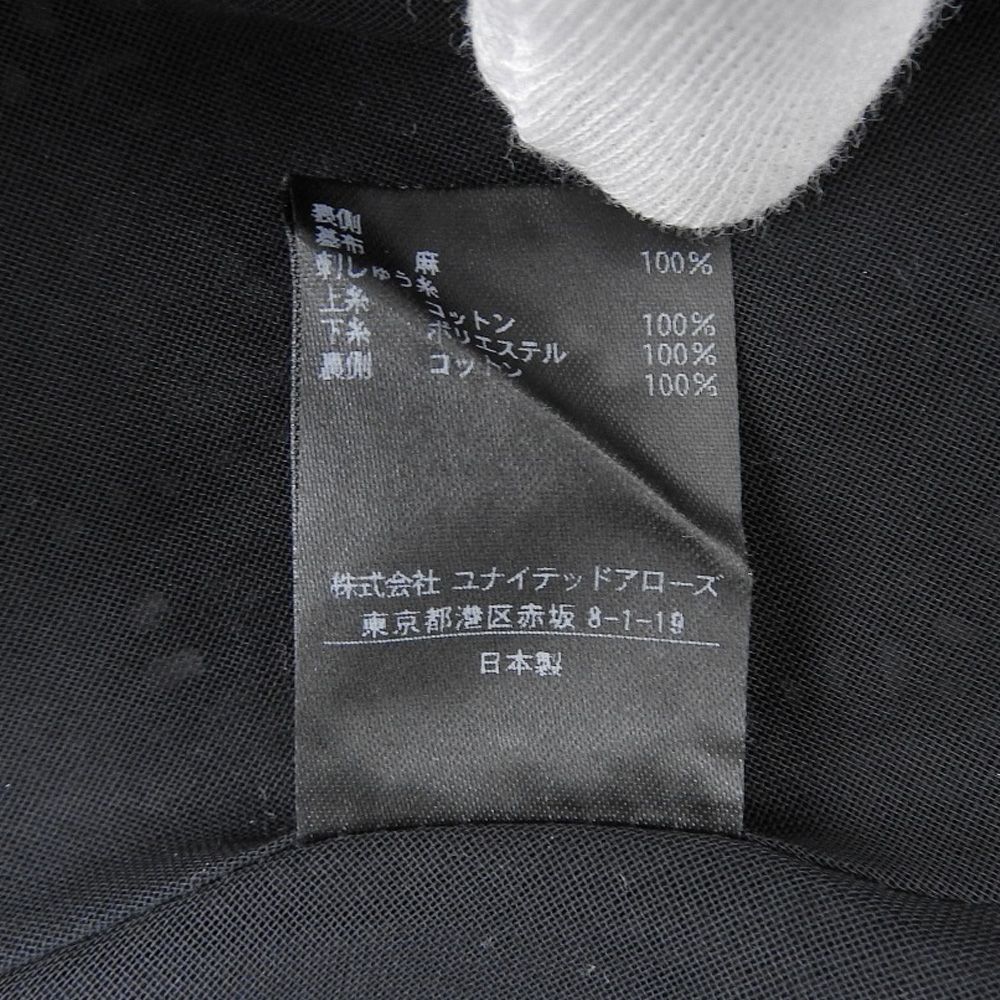 表側
基布 麻 100%
刺しゅう糸
上糸 コットン 100%
下糸 ポリエステル 100%
裏側 コットン 100%
株式会社 ユナイテッドアローズ
東京都港区赤坂 8-1-19
日本製